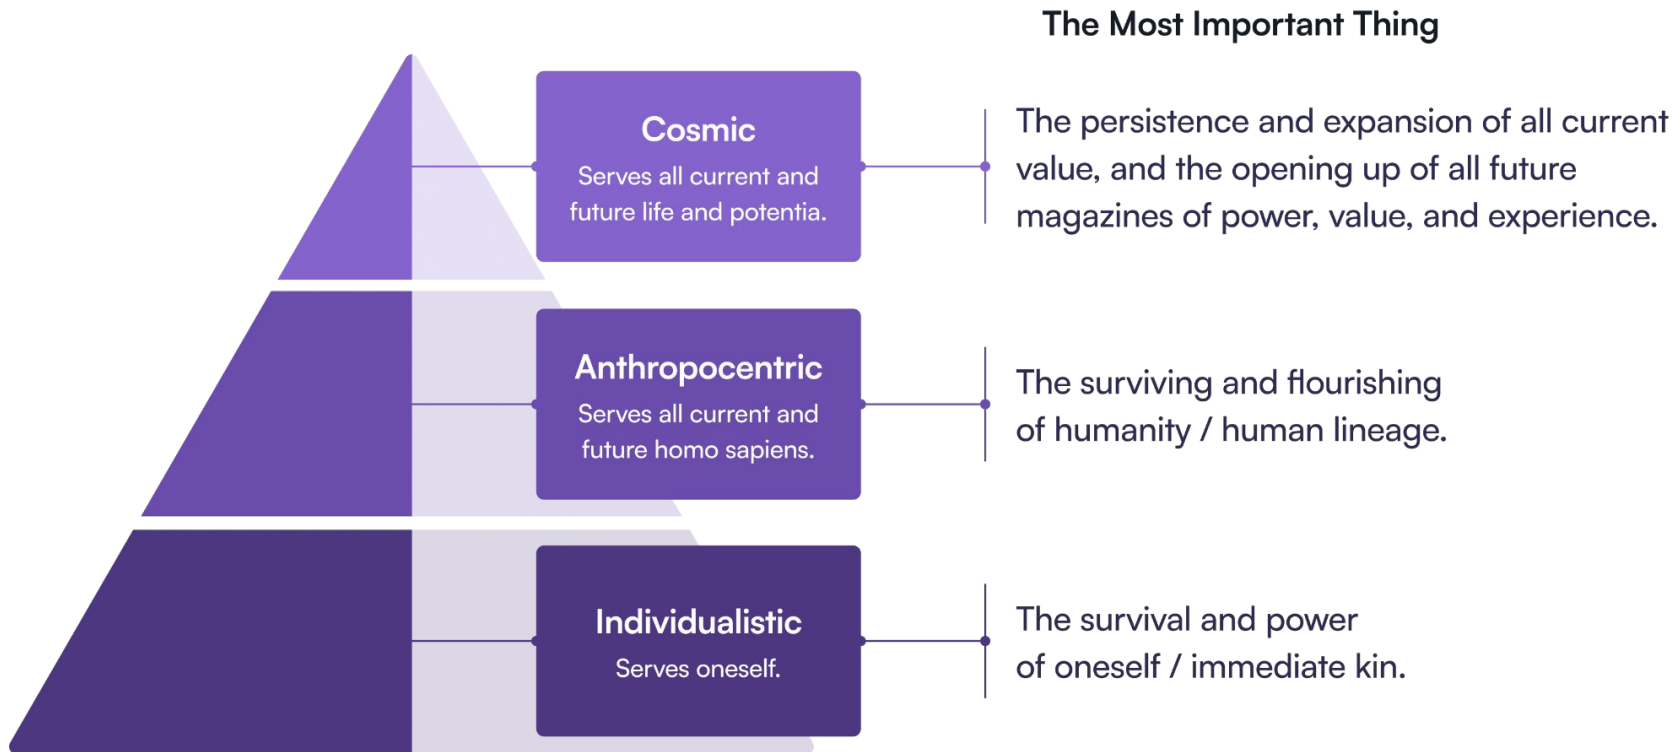 The Most Important Thing
Cosmic
Serves all current and
future life and potentia.
The persistence and expansion of all current
value, and the opening up of all future
magazines of power, value, and experience.
Anthropocentric
Serves all current and
future homo sapiens.
The surviving and flourishing
of humanity / human lineage.
Individualistic
Serves oneself.
The survival and power
of oneself / immediate kin.